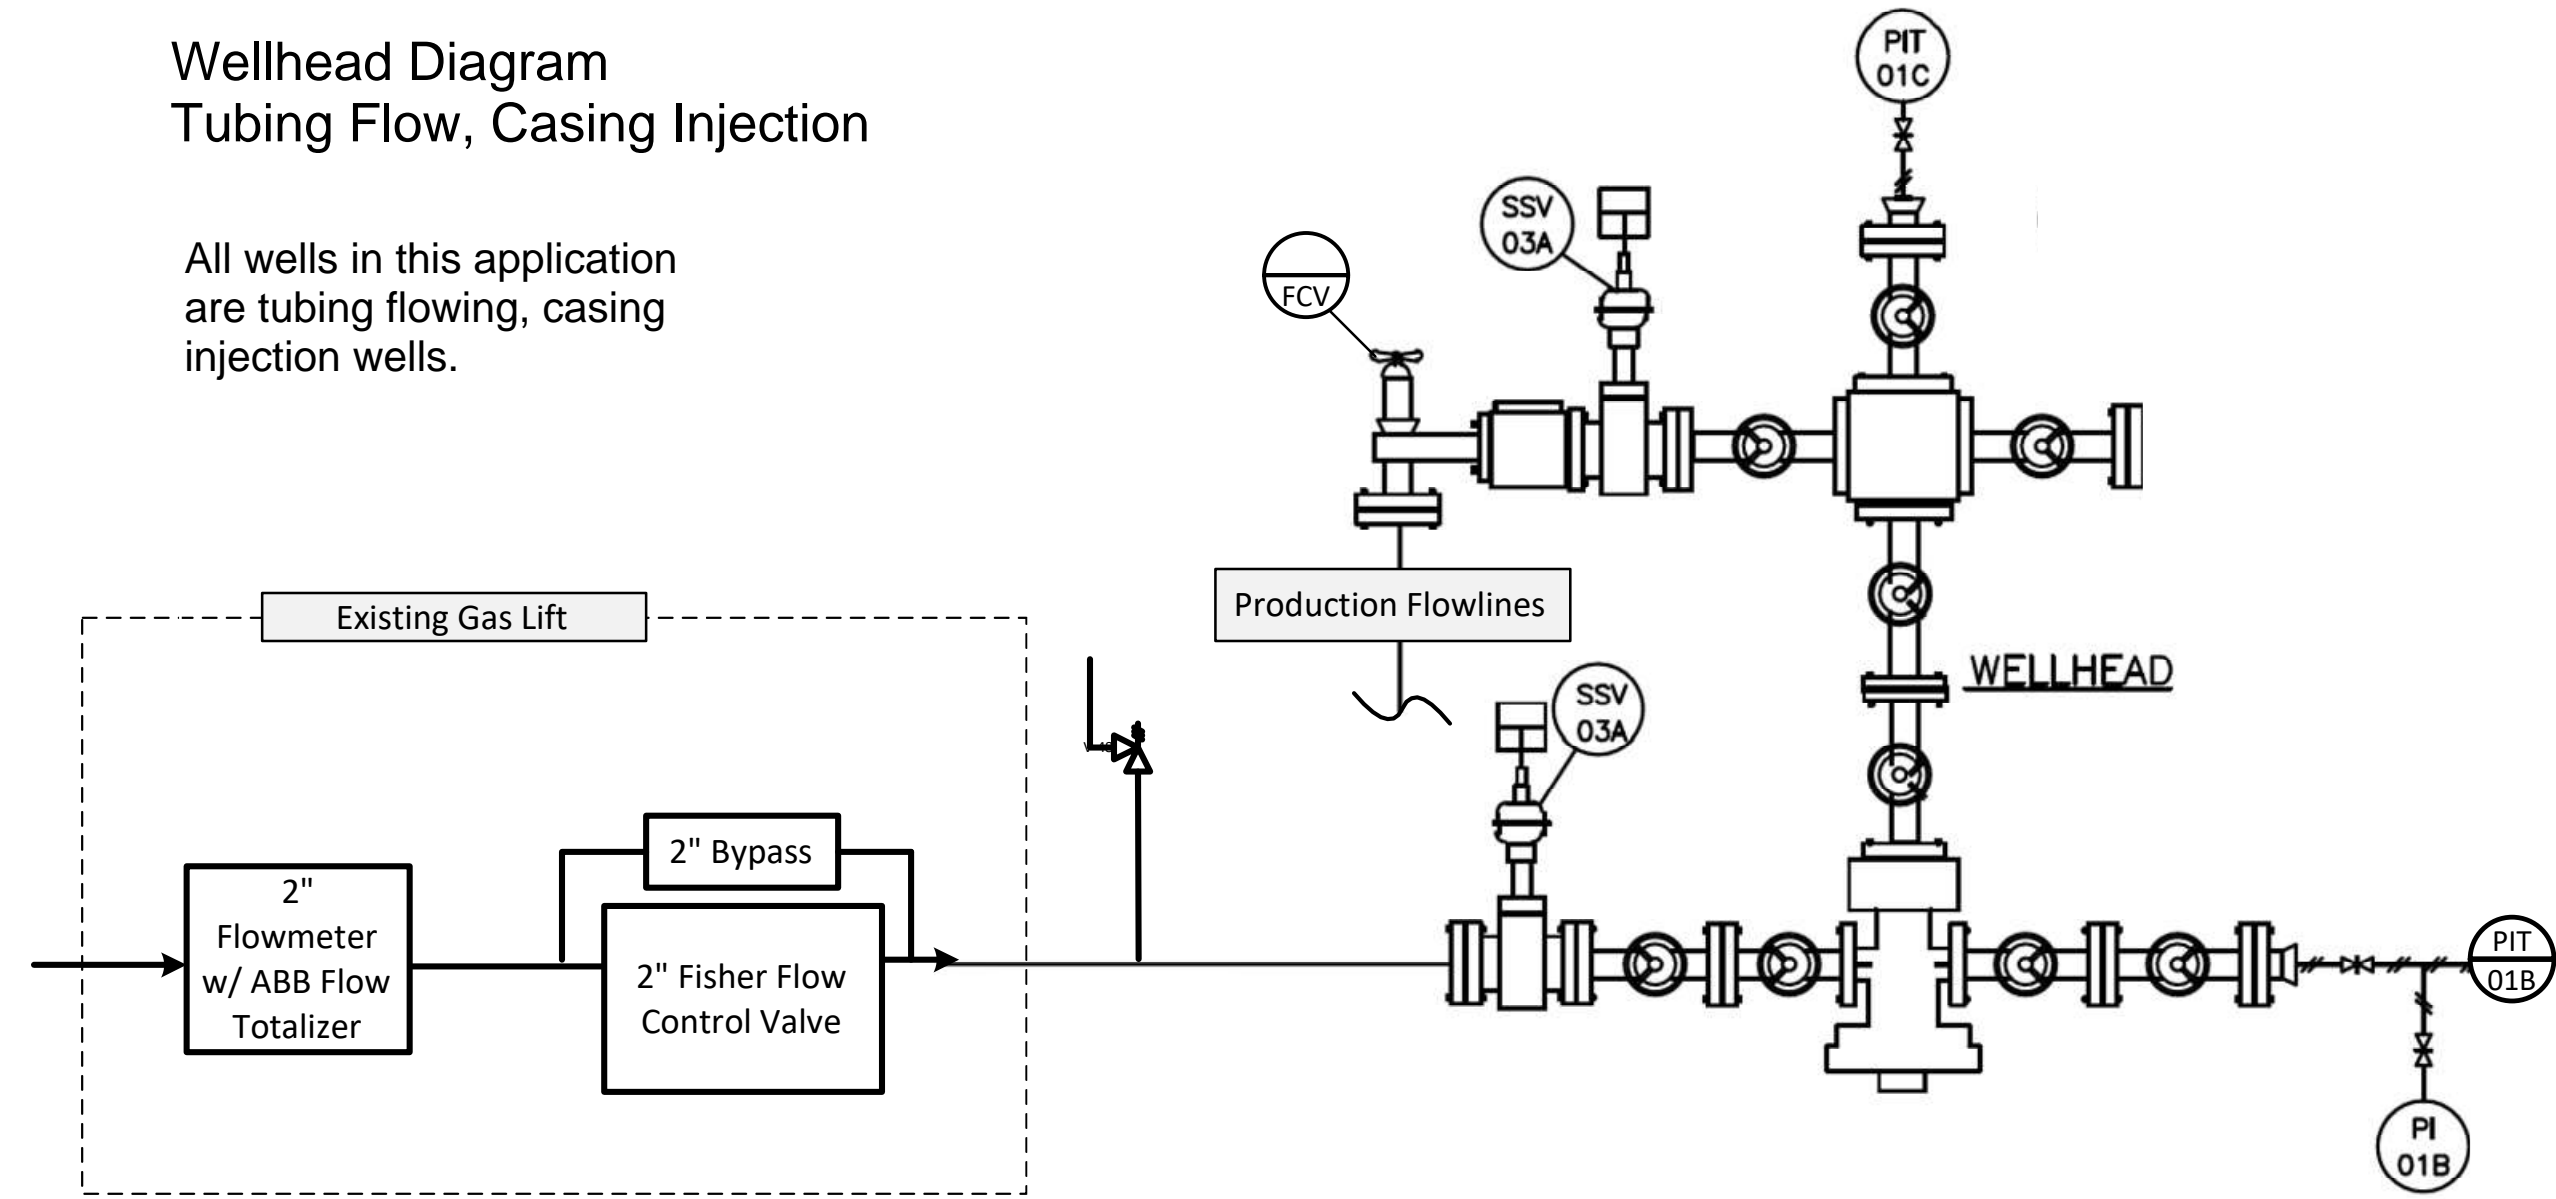 Wellhead Diagram
Tubing Flow, Casing Injection
All wells in this application
are tubing flowing, casing
injection wells.
PIT
01C
SSV
03A
FCV
Production Flowlines
Existing Gas Lift
WELLHEAD
SSV
03A
2" Bypass
2"
Flowmeter
w/ ABB Flow
Totalizer
2" Fisher Flow
Control Valve
PIT
01B
PI
01B